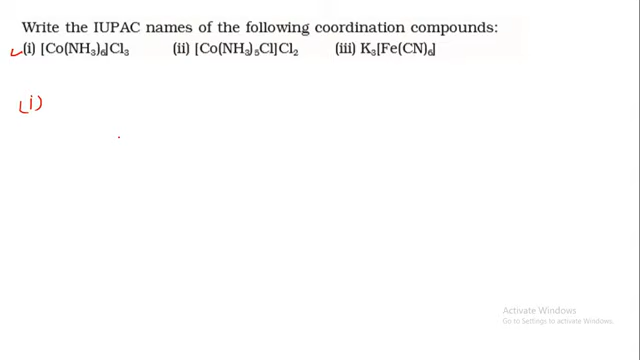 Write the IUPAC names of the following coordination compounds:
(i) [Co(NH₃)₆]Cl₃ (ii) [Co(NH₃)₅Cl]Cl₂ (iii) K₃[Fe(CN)₆]
(i)
Activate Windows
Go to Settings to activate Windows.